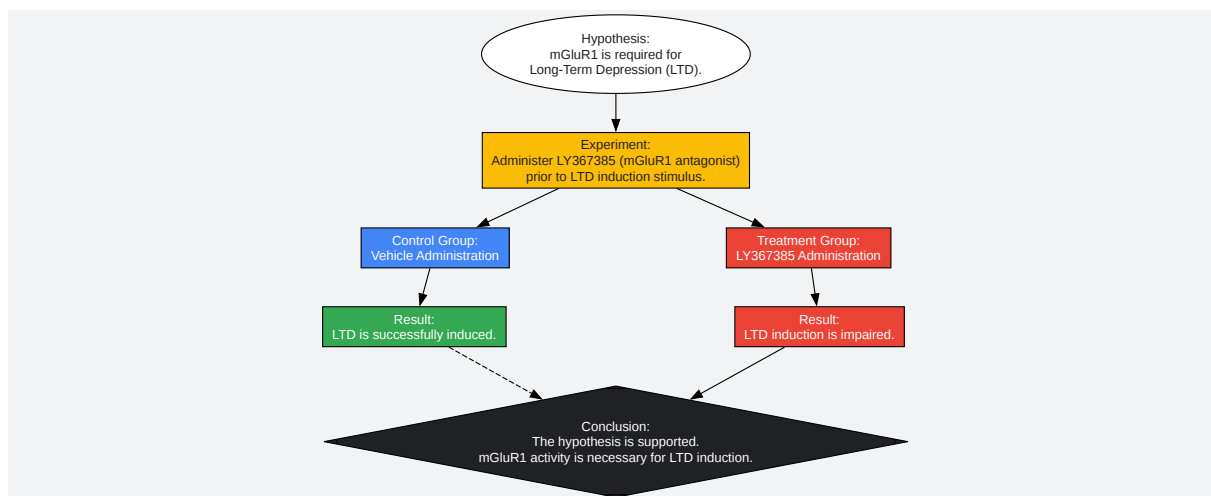 Hypothesis:
mGluR1 is required for
Long-Term Depression (LTD).
Experiment:
Administer LY367385 (mGluR1 antagonist)
prior to LTD induction stimulus.
Control Group:
Vehicle Administration
Treatment Group:
LY367385 Administration
Result:
LTD is successfully induced.
Result:
LTD induction is impaired.
Conclusion:
The hypothesis is supported.
mGluR1 activity is necessary for LTD induction.